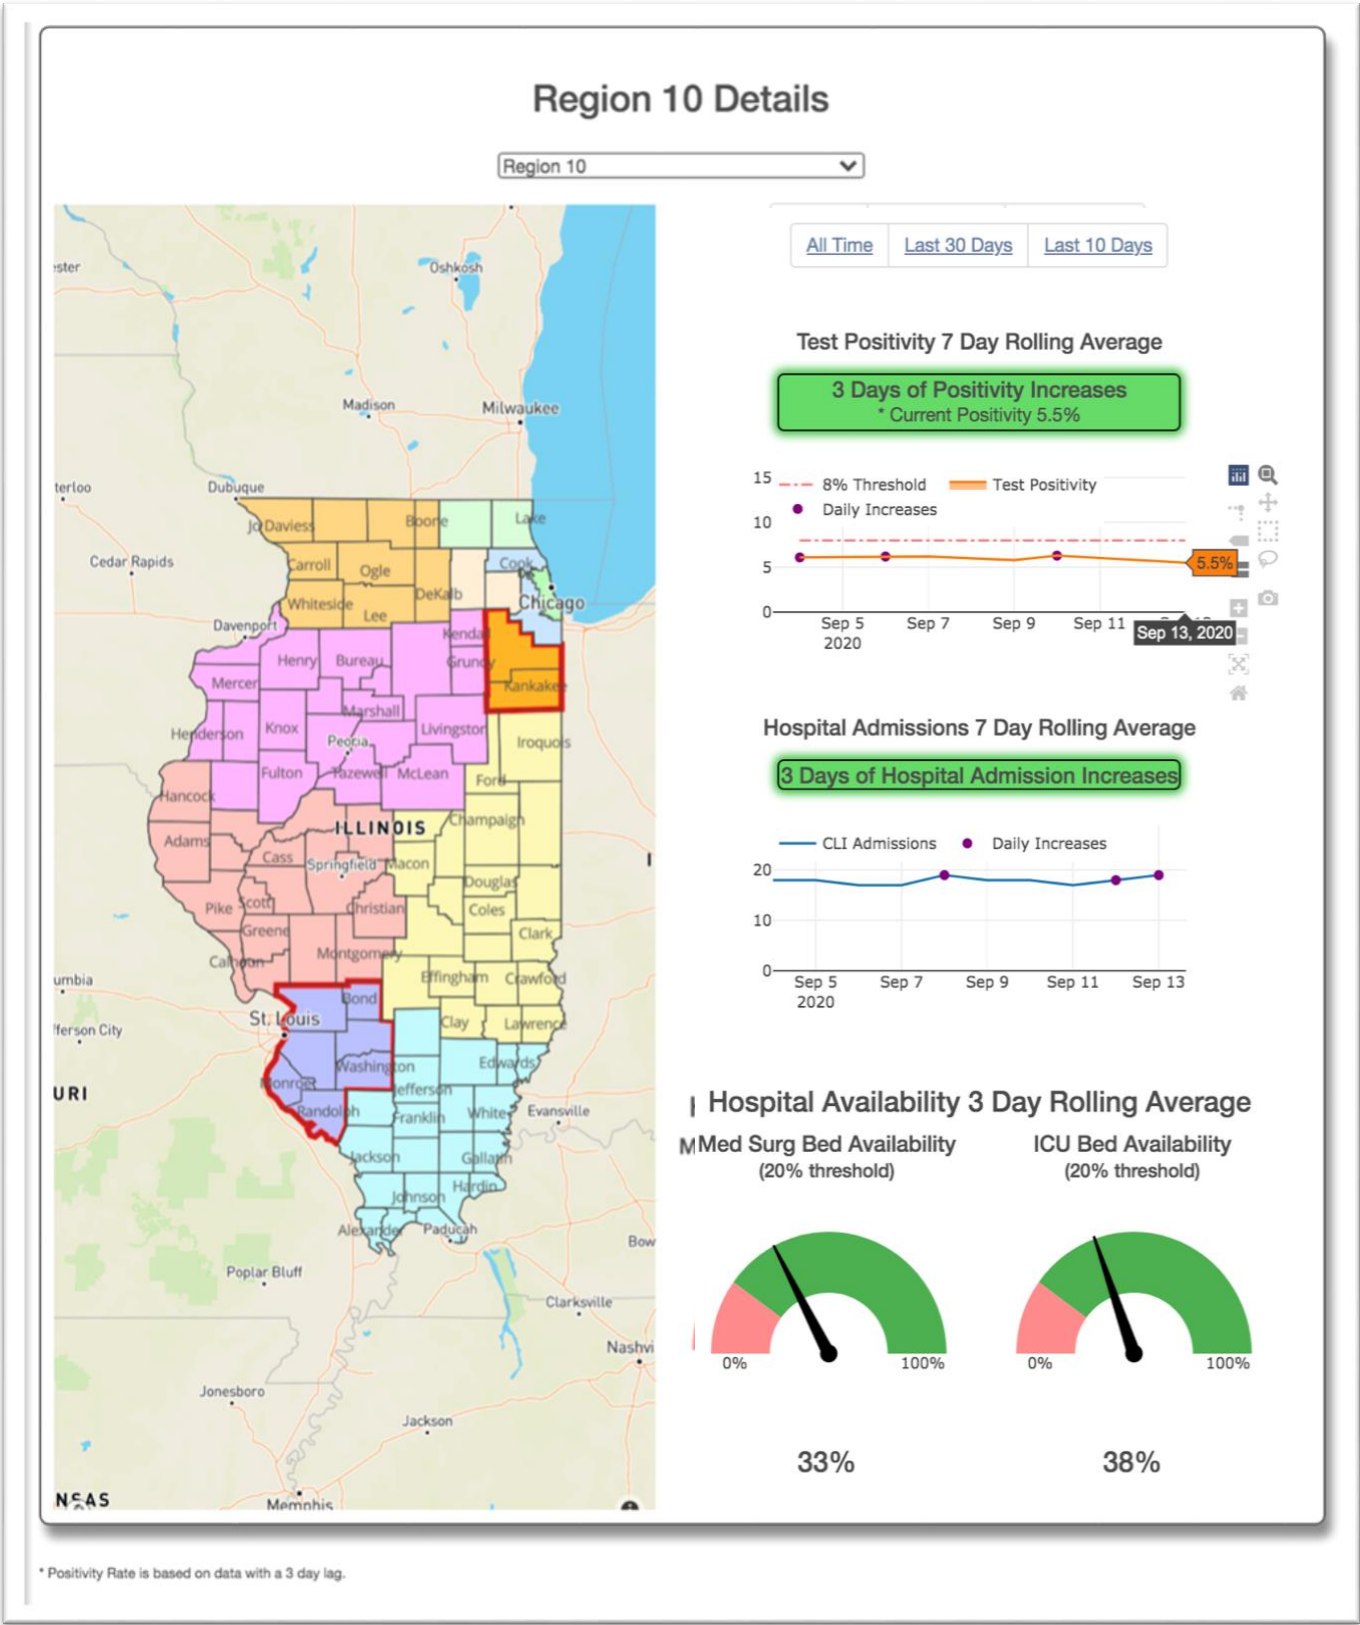 Region 10 Details
Region 10
All Time
Last 30 Days
Last 10 Days
Test Positivity 7 Day Rolling Average
3 Days of Positivity Increases
* Current Positivity 5.5%
15
10
5
0
8% Threshold
Test Positivity
Daily Increases
5.5%
Sep 5
2020
Sep 7
Sep 9
Sep 11
Sep 13, 2020
Hospital Admissions 7 Day Rolling Average
3 Days of Hospital Admission Increases
CLI Admissions
Daily Increases
20
10
0
Sep 5
2020
Sep 7
Sep 9
Sep 11
Sep 13
Hospital Availability 3 Day Rolling Average
Med Surg Bed Availability
(20% threshold)
ICU Bed Availability
(20% threshold)
0%
100%
0%
100%
33%
38%
ster
Oshkosh
Madison
Milwaukee
terloo
Dubuque
Jo Daviess
Boone
Lake
Cedar Rapids
Carroll
Ogle
Cook
DeKalb
Whiteside
Lee
Chicago
Davenport
Kendall
Henry
Bureau
Grundy
Mercer
Kankakee
Marshall
Henderson
Knox
Livingston
Peoria
Iroquois
Fulton
Tazewell
McLean
Ford
Hancock
ILLINOIS
Champaign
Adams
Cass
Springfield
Macon
Douglas
Pike
Scott
Christian
Coles
Greene
Clark
Calhoun
Montgomery
umbia
Effingham
Crawford
Bond
St. Louis
fferson City
Clay
Lawrence
Washington
Edwards
Monroe
Jefferson
URI
Randolph
Franklin
White
Evansville
Jackson
Gallatin
Johnson
Hardin
Alexander
Paducah
Bow
Poplar Bluff
Clarksville
Nashvi
Jonesboro
Jackson
NSAS
Memphis
* Positivity Rate is based on data with a 3 day lag.